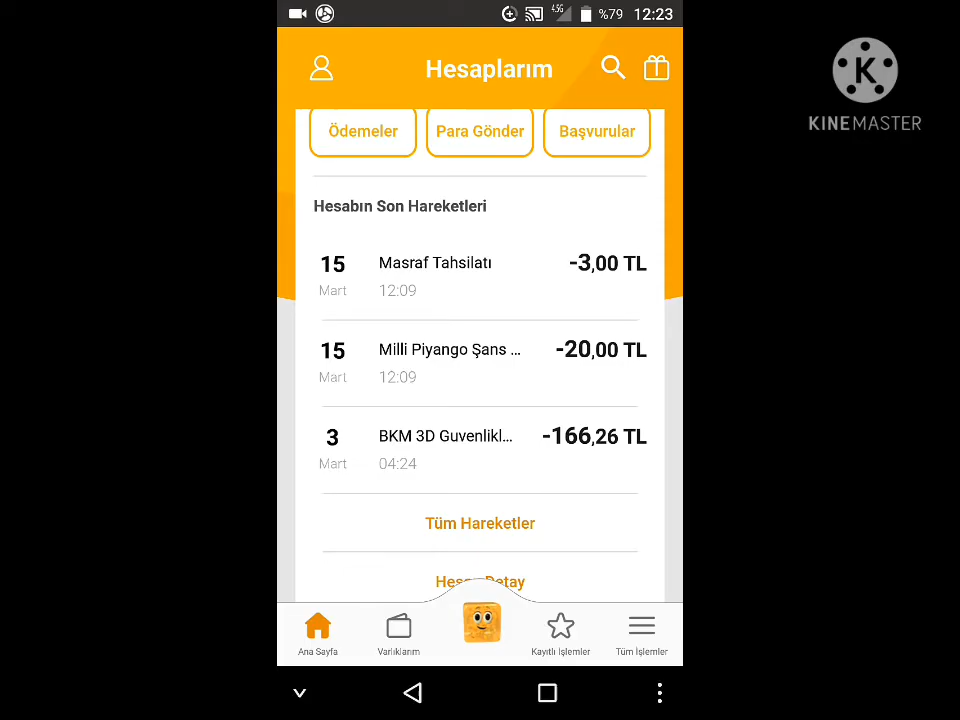 4.5G %79 12:23
Hesaplarım
K
KINEMASTER
Ödemeler Para Gönder Başvurular
Hesabın Son Hareketleri
15 Masraf Tahsilatı -3,00 TL
Mart 12:09
15 Milli Piyango Şans ... -20,00 TL
Mart 12:09
3 BKM 3D Guvenlikl... -166,26 TL
Mart 04:24
Tüm Hareketler
Hesap Detay
Ana Sayfa Varlıklarım Kayıtlı İşlemler Tüm İşlemler